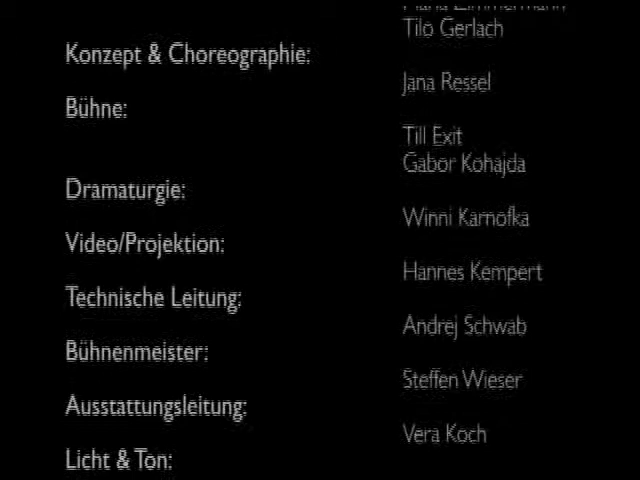 Tilo Gerlach
Konzept & Choreographie:
Jana Ressel
Bühne:
Till Exit
Gabor Kohajda
Dramaturgie:
Winni Karnofka
Video/Projektion:
Hannes Kempert
Technische Leitung:
Andrej Schwab
Bühnenmeister:
Steffen Wieser
Ausstattungsleitung:
Vera Koch
Licht & Ton: